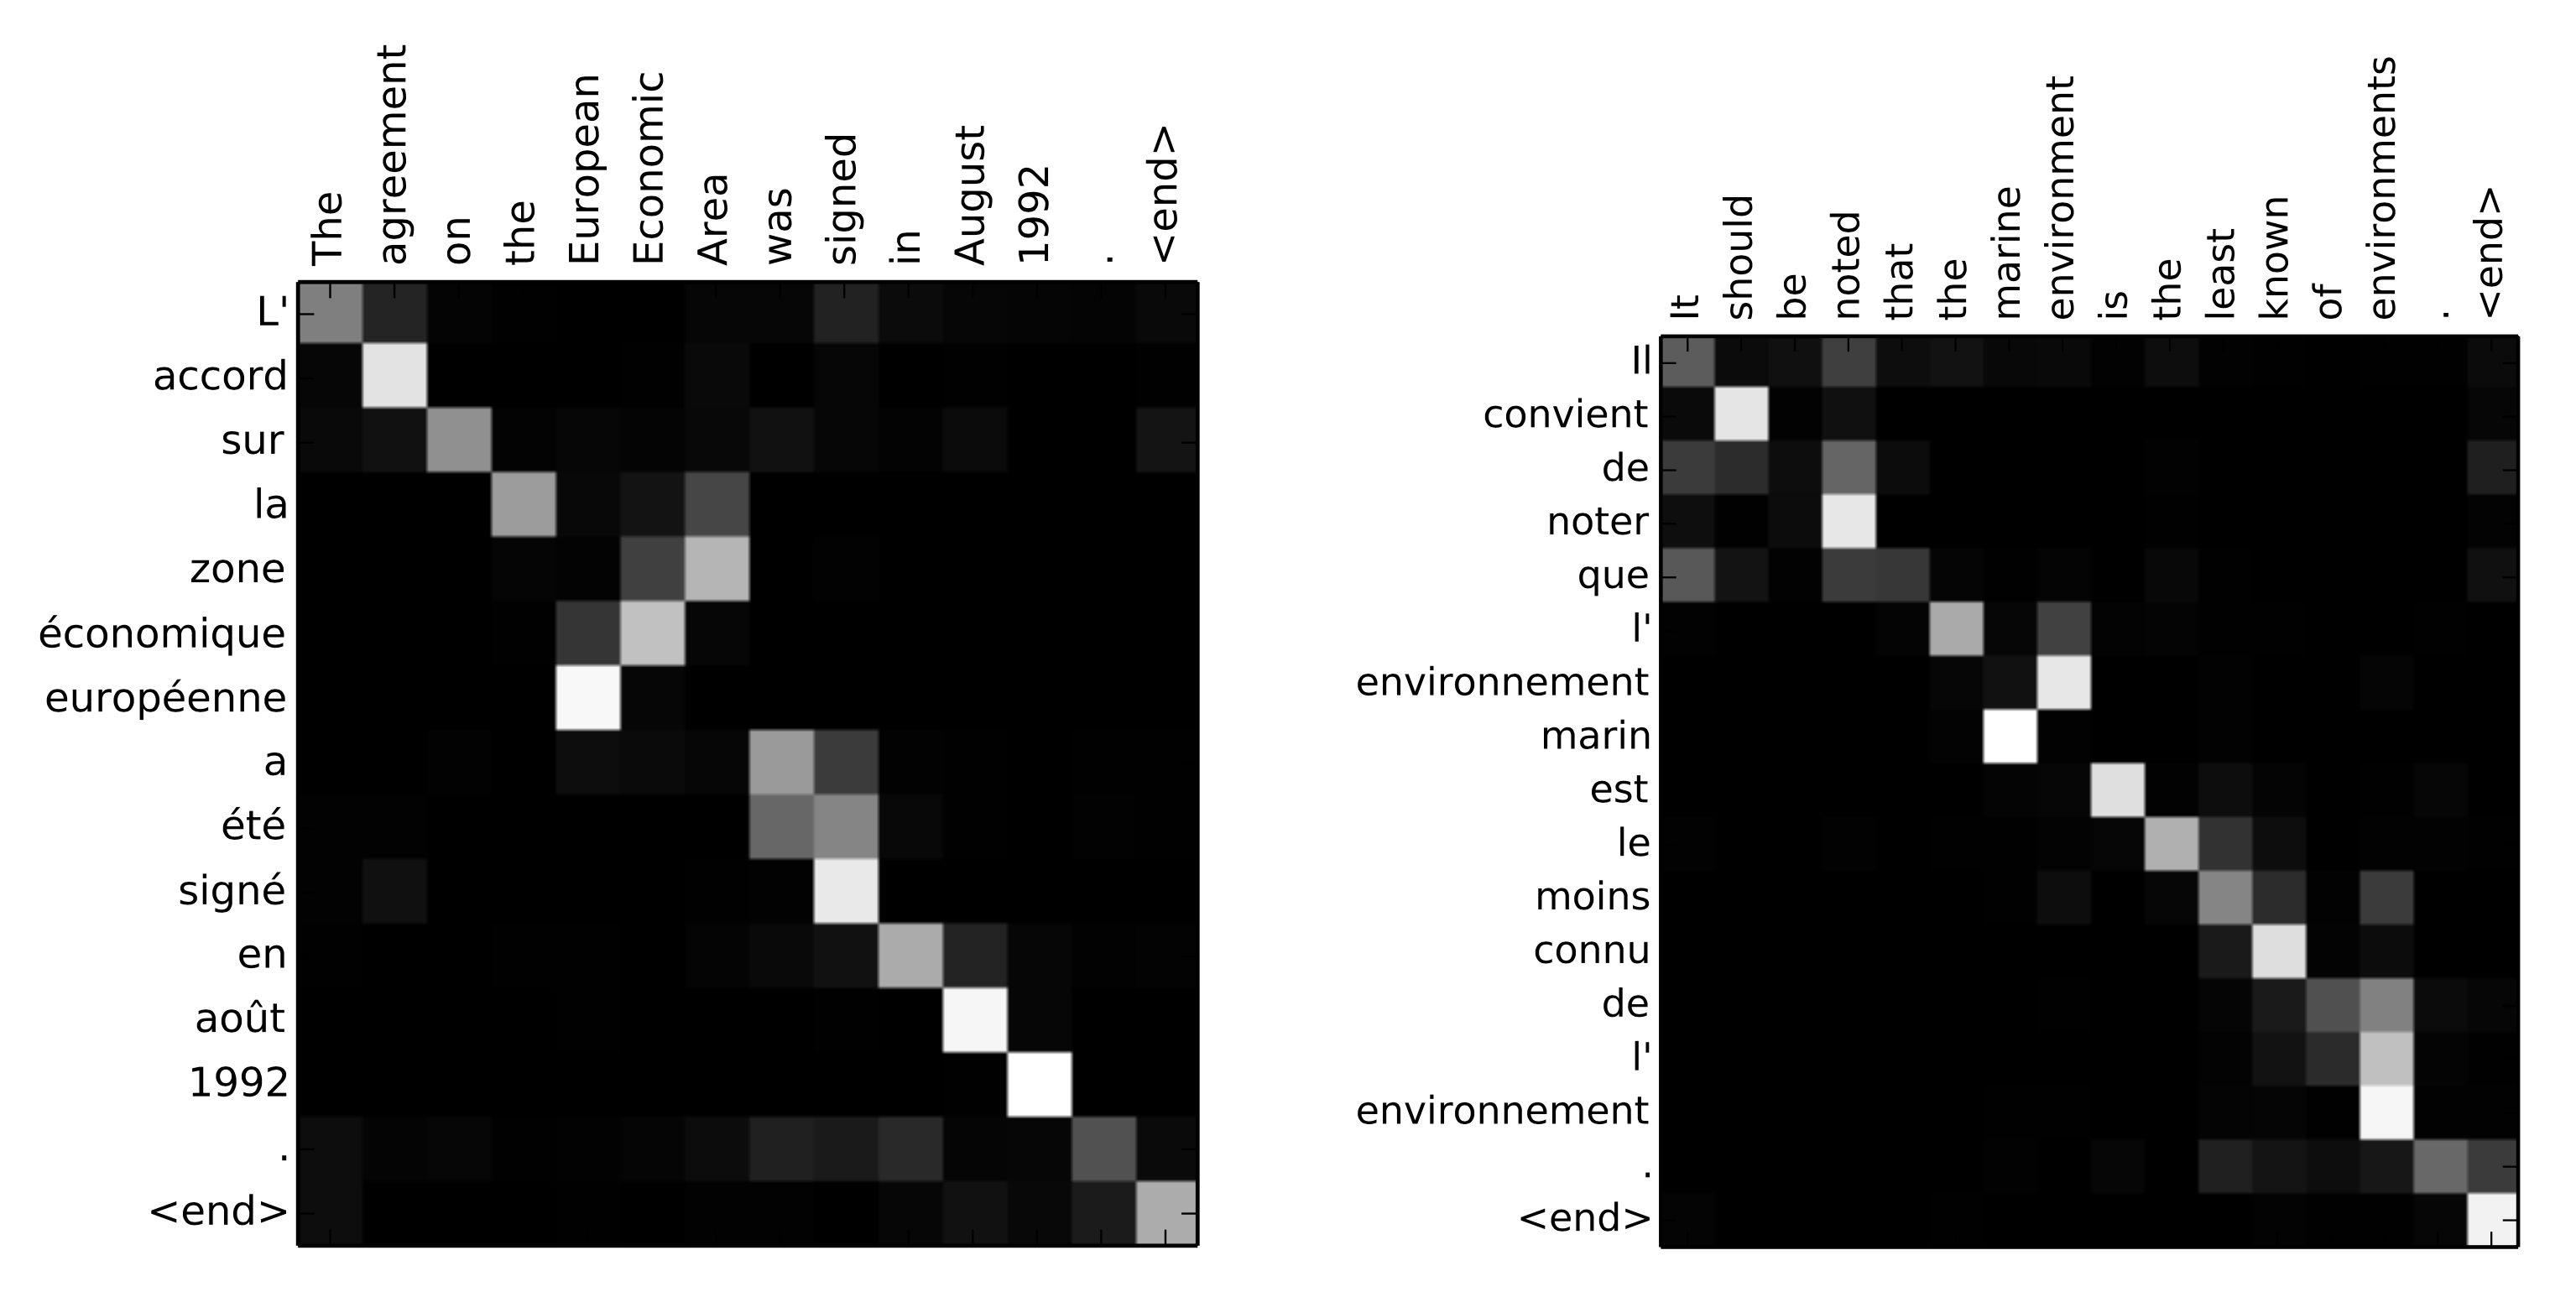 The agreement on the European Economic Area was signed in August 1992 . <end>
L'
accord
sur
la
zone
économique
européenne
a
été
signé
en
août
1992
.
<end>
It should be noted that the marine environment is the least known of environments . <end>
Il
convient
de
noter
que
l'
environnement
marin
est
le
moins
connu
de
l'
environnement
.
<end>